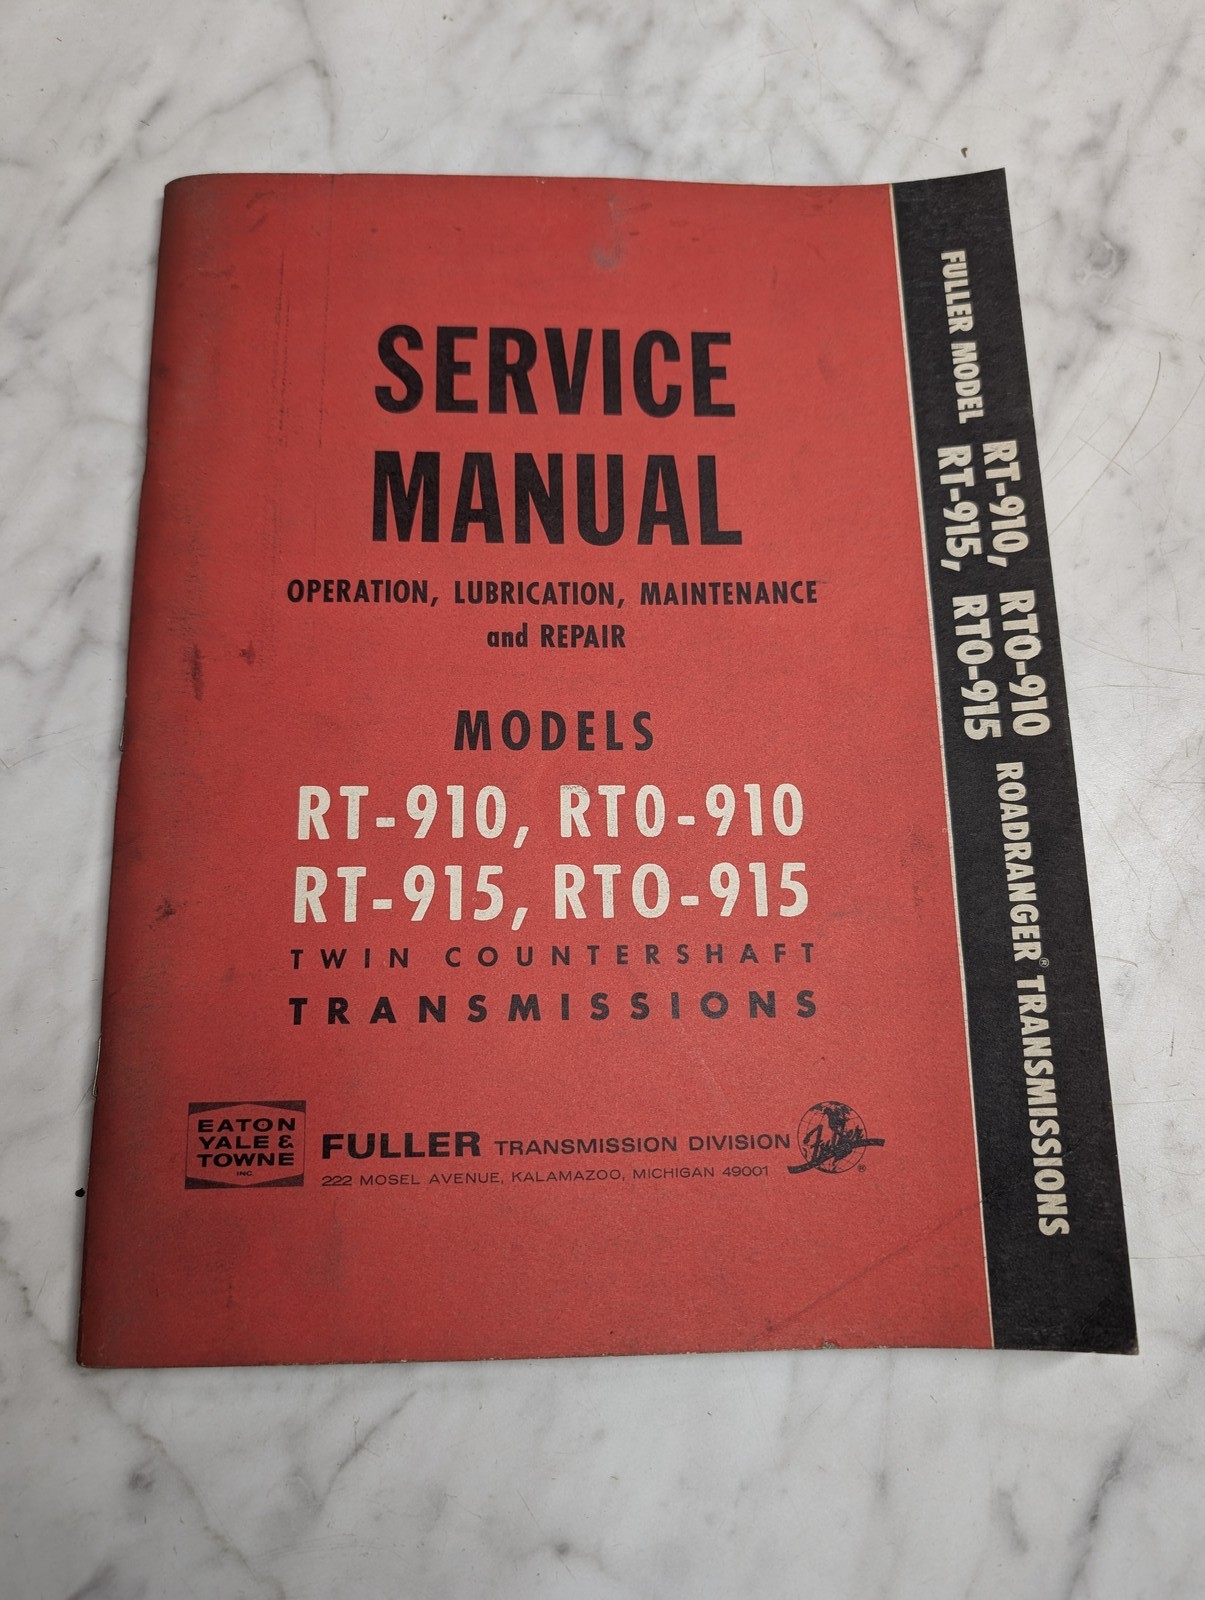 SERVICE
MANUAL
OPERATION, LUBRICATION, MAINTENANCE
and REPAIR
MODELS
RT-910, RTO-910
RT-915, RTO-915
TWIN COUNTERSHAFT
TRANSMISSIONS
EATON
YALE &
TOWNE
INC.
FULLER TRANSMISSION DIVISION
222 MOSEL AVENUE, KALAMAZOO, MICHIGAN 49001
Fuller
®
FULLER MODEL
RT-910, RTO-910
RT-915, RTO-915
ROADRANGER® TRANSMISSIONS